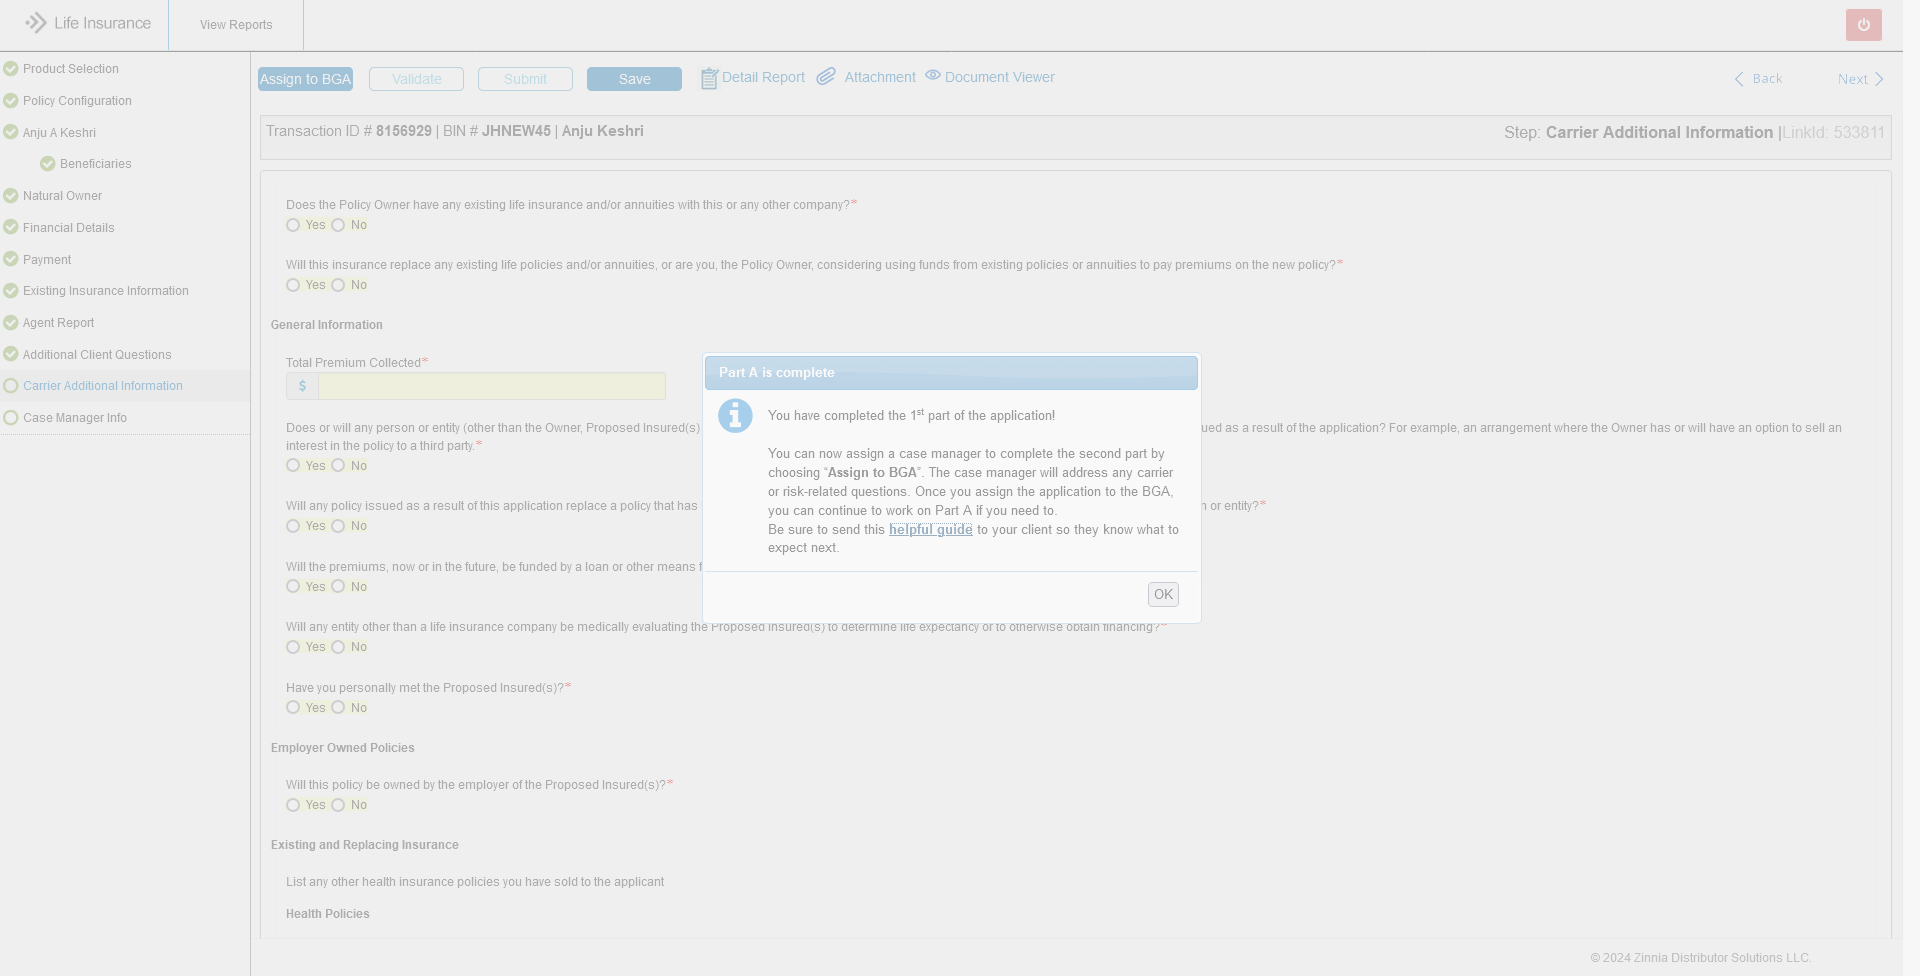 Life Insurance
View Reports
Product Selection
Policy Configuration
Anju A Keshri
Beneficiaries
Natural Owner
Financial Details
Payment
Existing Insurance Information
Agent Report
Additional Client Questions
Carrier Additional Information
Case Manager Info
Assign to BGA
Validate
Submit
Save
Detail Report
Attachment
Document Viewer
Back
Next
Transaction ID # 8156929 | BIN # JHNEW45 | Anju Keshri
Step: Carrier Additional Information |LinkId: 533811
Does the Policy Owner have any existing life insurance and/or annuities with this or any other company?*
Yes No
Will this insurance replace any existing life policies and/or annuities, or are you, the Policy Owner, considering using funds from existing policies or annuities to pay premiums on the new policy?*
Yes No
General Information
Total Premium Collected*
$
Does or will any person or entity (other than the Owner, Proposed Insured(s) ued as a result of the application? For example, an arrangement where the Owner has or will have an option to sell an
interest in the policy to a third party.*
Yes No
Will any policy issued as a result of this application replace a policy that has n or entity?*
Yes No
Will the premiums, now or in the future, be funded by a loan or other means f
Yes No
Will any entity other than a life insurance company be medically evaluating the Proposed Insured(s) to determine life expectancy or to otherwise obtain financing?*
Yes No
Have you personally met the Proposed Insured(s)?*
Yes No
Employer Owned Policies
Will this policy be owned by the employer of the Proposed Insured(s)?*
Yes No
Existing and Replacing Insurance
List any other health insurance policies you have sold to the applicant
Health Policies
Part A is complete
You have completed the 1st part of the application!
You can now assign a case manager to complete the second part by
choosing “Assign to BGA”. The case manager will address any carrier
or risk-related questions. Once you assign the application to the BGA,
you can continue to work on Part A if you need to.
Be sure to send this helpful guide to your client so they know what to
expect next.
OK
© 2024 Zinnia Distributor Solutions LLC.